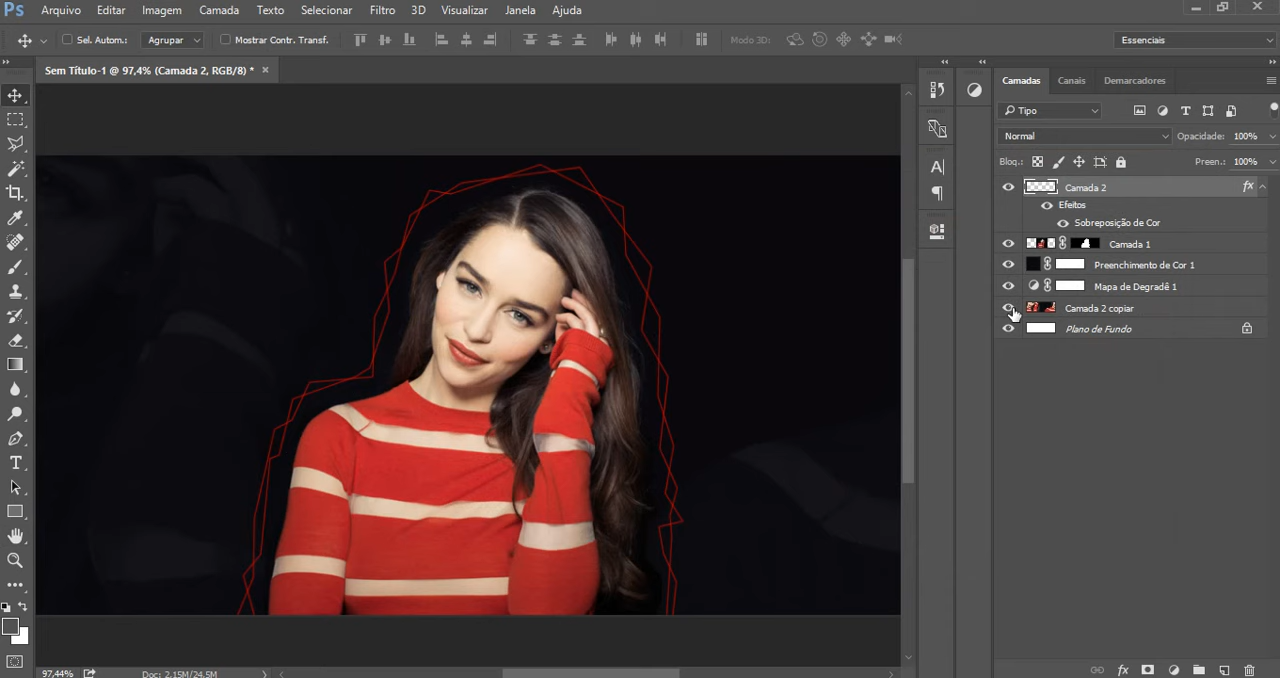 Ps Arquivo Editar Imagem Camada Texto Selecionar Filtro 3D Visualizar Janela Ajuda
Sel. Autom.: Agrupar Mostrar Contr. Transf. Modo 3D: Essenciais
Sem Título-1 @ 97,4% (Camada 2, RGB/8) * ×
Camadas Canais Demarcadores
Tipo
Normal Opacidade: 100%
Bloq.: Preen.: 100%
Camada 2 fx
Efeitos
Sobreposição de Cor
Camada 1
Preenchimento de Cor 1
Mapa de Degradê 1
Camada 2 copiar
Plano de Fundo
97,44% Doc: 2,15M/24,5M